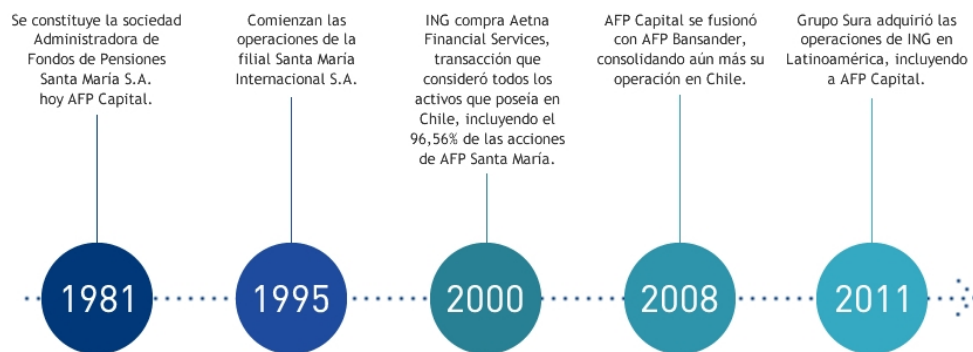 Se constituye la sociedad
Administradora de
Fondos de Pensiones
Santa María S.A.
hoy AFP Capital.
Comienzan las
operaciones de la
filial Santa María
Internacional S.A.
ING compra Aetna
Financial Services,
transacción que
consideró todos los
activos que poseía en
Chile, incluyendo el
96,56% de las acciones
de AFP Santa María.
AFP Capital se fusionó
con AFP Bansander,
consolidando aún más su
operación en Chile.
Grupo Sura adquirió las
operaciones de ING en
Latinoamérica, incluyendo
a AFP Capital.
1981
1995
2000
2008
2011